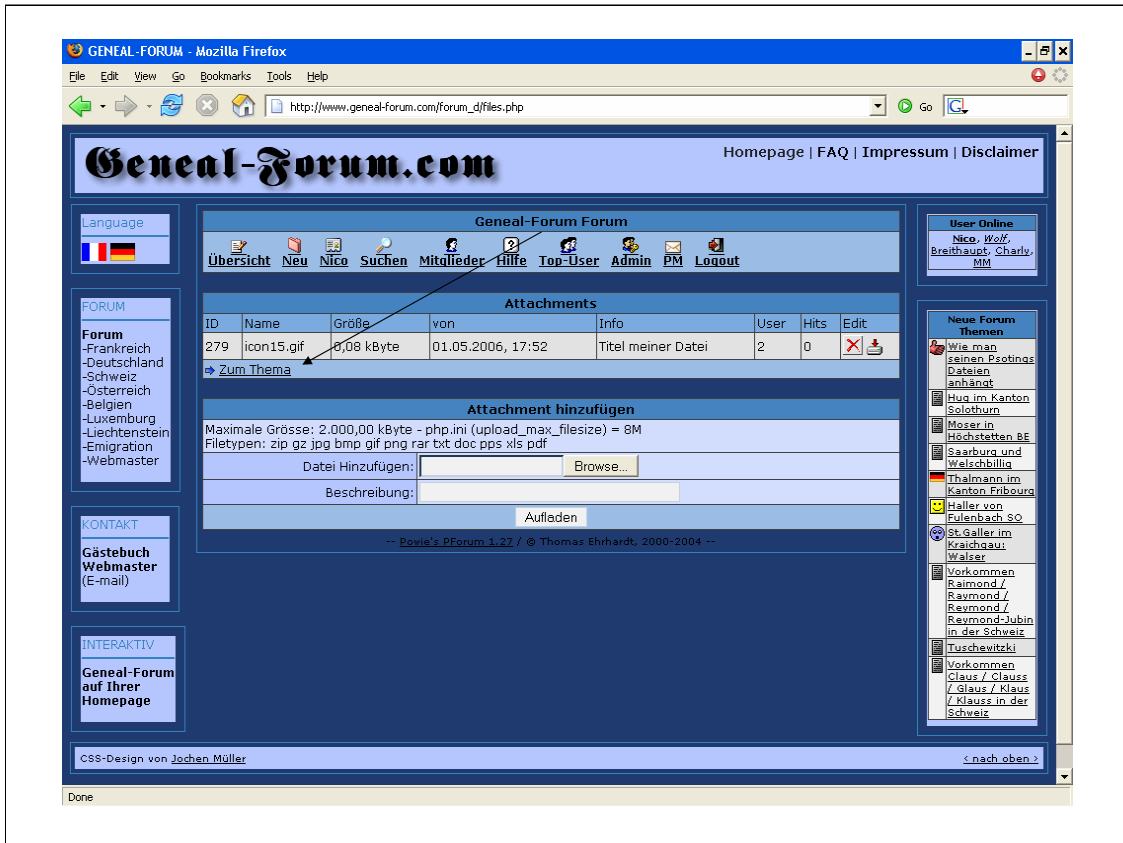 GENEAL-FORUM - Mozilla Firefox
File Edit View Go Bookmarks Tools Help
http://www.geneal-forum.com/forum_d/files.php
Go
G
Geneal-Forum.com
Homepage | FAQ | Impressum | Disclaimer
Language
FORUM
Forum
-Frankreich
-Deutschland
-Schweiz
-Österreich
-Belgien
-Luxemburg
-Liechtenstein
-Emigration
-Webmaster
KONTAKT
Gästebuch
Webmaster
(E-mail)
INTERAKTIV
Geneal-Forum
auf Ihrer
Homepage
Geneal-Forum Forum
Übersicht Neu Nico Suchen Mitglieder Hilfe Top-User Admin PM Logout
Attachments
ID Name Größe von Info User Hits Edit
279 icon15.gif 0,08 kByte 01.05.2006, 17:52 Titel meiner Datei 2 0
Zum Thema
Attachment hinzufügen
Maximale Grösse: 2.000,00 kByte - php.ini (upload_max_filesize) = 8M
Filetypen: zip gz jpg bmp gif png rar txt doc pps xls pdf
Datei Hinzufügen: Browse...
Beschreibung:
Aufladen
-- Powie's PForum 1.27 / © Thomas Ehrhardt, 2000-2004 --
User Online
Nico, Wolf,
Breithaupt, Charly,
MM
Neue Forum
Themen
Wie man
seinen Psotings
Dateien
anhängt
Hug im Kanton
Solothurn
Moser in
Höchstetten BE
Saarburg und
Welschbillig
Thalmann im
Kanton Fribourg
Haller von
Fulenbach SO
St.Galler im
Kraichgau:
Walser
Vorkommen
Raimond /
Raymond /
Reymond /
Reymond-Jubin
in der Schweiz
Tuschewitzki
Vorkommen
Claus / Clauss
/ Glaus / Klaus
/ Klauss in der
Schweiz
CSS-Design von Jochen Müller
< nach oben >
Done